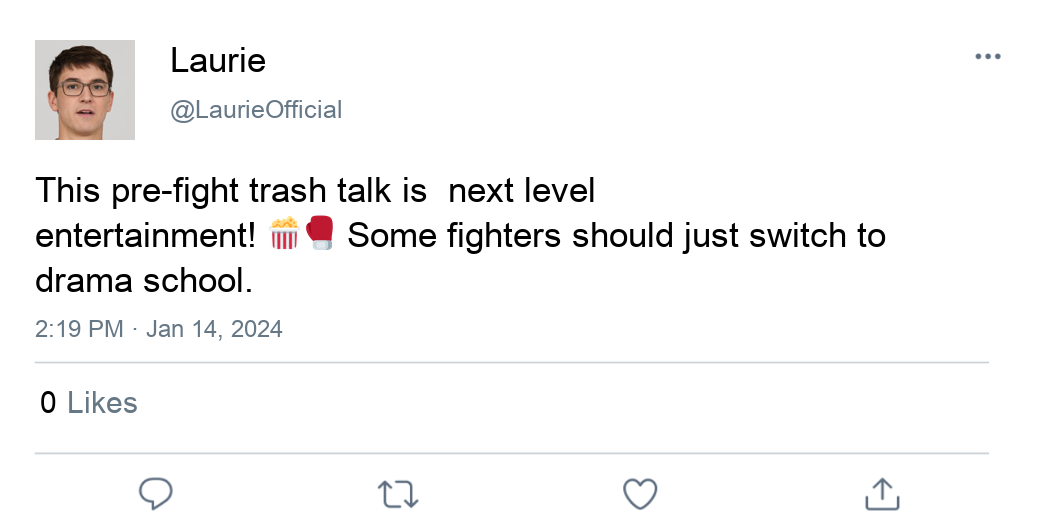 Laurie
@LaurieOfficial
This pre-fight trash talk is  next level
entertainment! 🍿🥊 Some fighters should just switch to
drama school.
2:19 PM · Jan 14, 2024
0 Likes